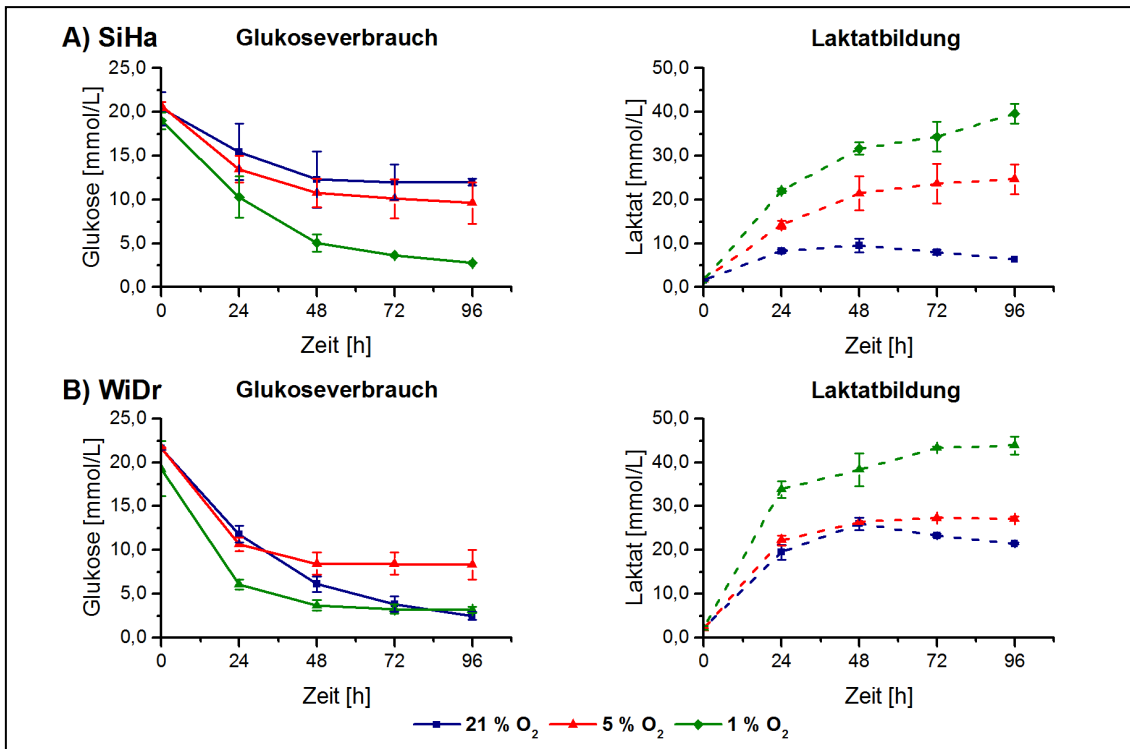 A) SiHa
Glukoseverbrauch
Glukose [mmol/L]
25,0
20,0
15,0
10,0
5,0
0,0
0 24 48 72 96
Zeit [h]
Laktatbildung
Laktat [mmol/L]
50,0
40,0
30,0
20,0
10,0
0,0
0 24 48 72 96
Zeit [h]
B) WiDr
Glukoseverbrauch
Glukose [mmol/L]
25,0
20,0
15,0
10,0
5,0
0,0
0 24 48 72 96
Zeit [h]
Laktatbildung
Laktat [mmol/L]
50,0
40,0
30,0
20,0
10,0
0,0
0 24 48 72 96
Zeit [h]
21 % O₂ 5 % O₂ 1 % O₂